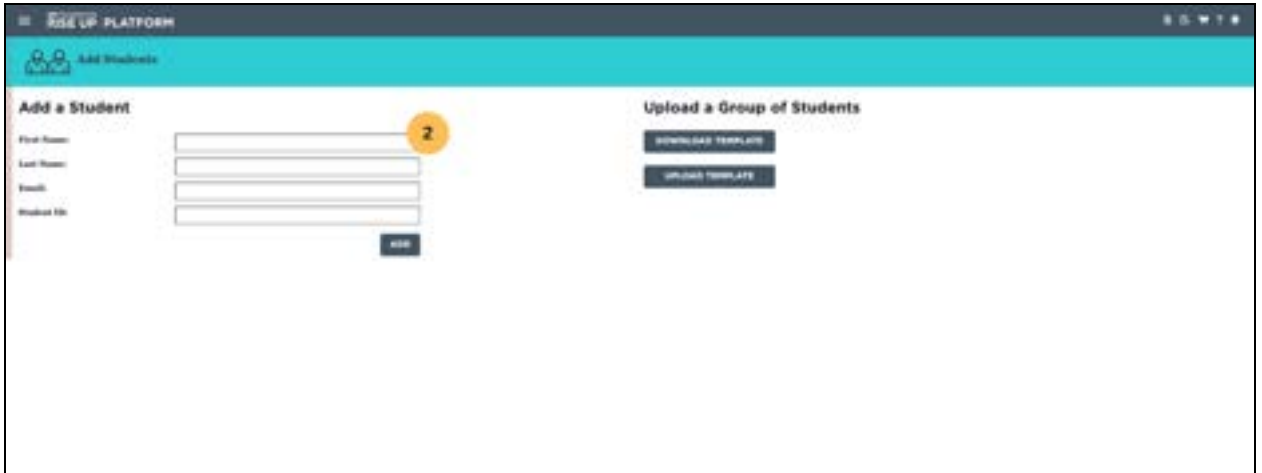 RISE UP PLATFORM
Add Students
Add a Student
First Name:
2
Last Name:
Email:
Student ID:
ADD
Upload a Group of Students
DOWNLOAD TEMPLATE
UPLOAD TEMPLATE